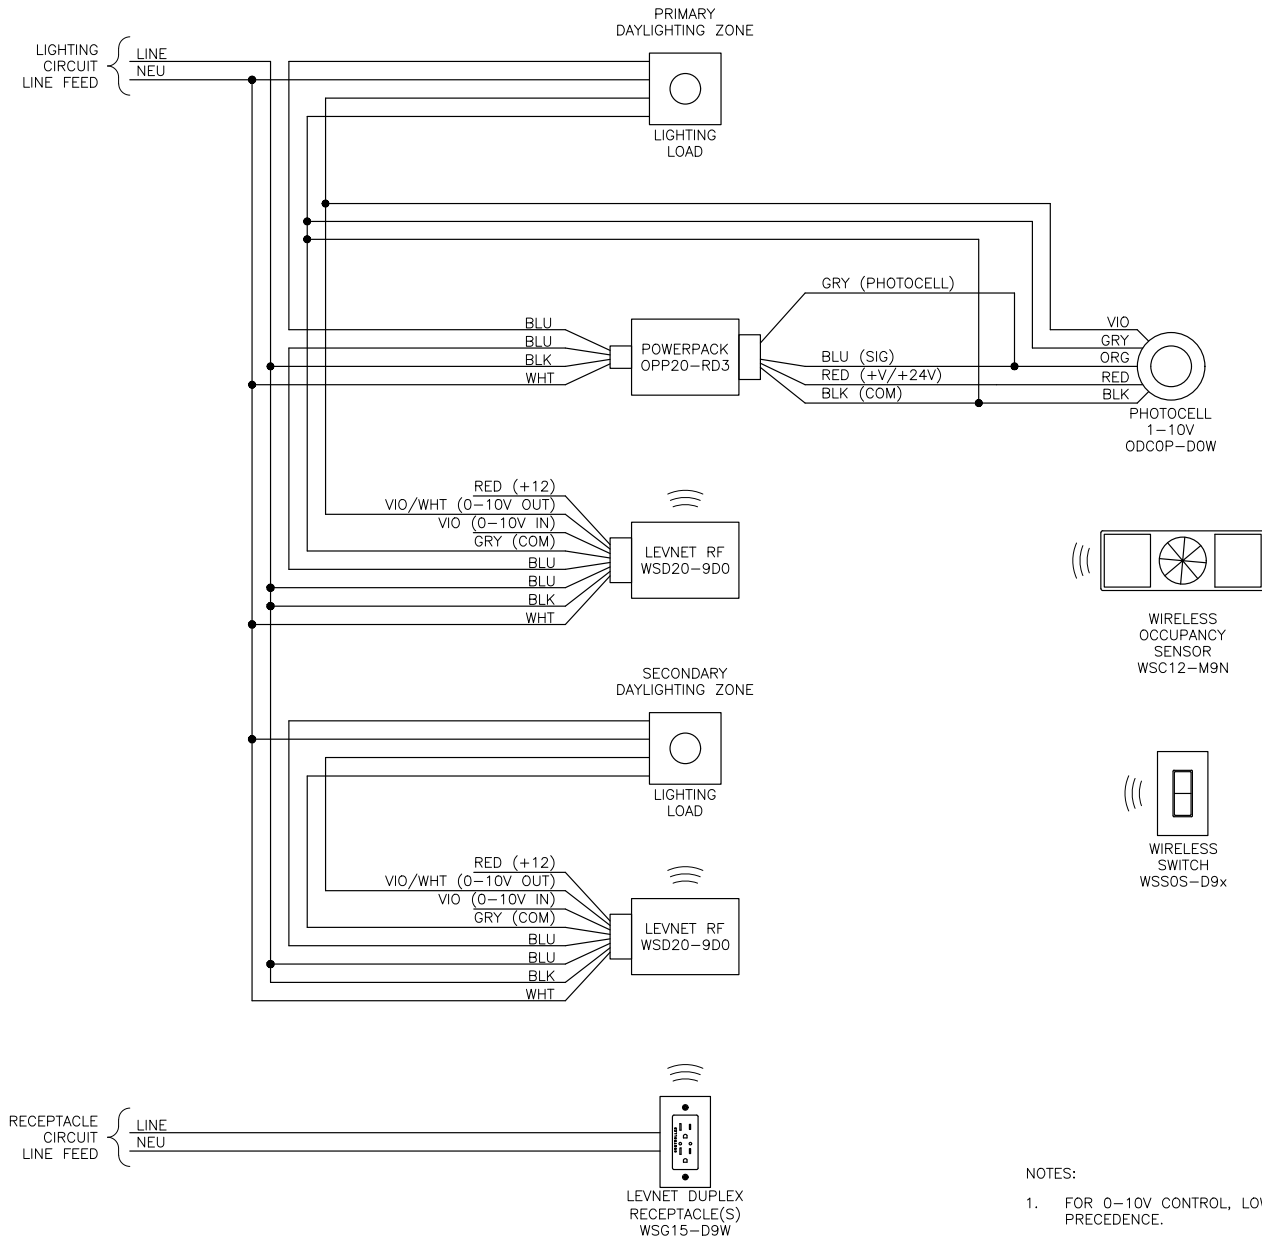 PRIMARY
DAYLIGHTING ZONE
LIGHTING
CIRCUIT
LINE FEED
LINE
NEU
LIGHTING
LOAD
GRY (PHOTOCELL)
BLU
BLU
BLK
WHT
POWERPACK
OPP20-RD3
BLU (SIG)
RED (+V/+24V)
BLK (COM)
VIO
GRY
ORG
RED
BLK
PHOTOCELL
1-10V
ODC0P-D0W
RED (+12)
VIO/WHT (0-10V OUT)
VIO (0-10V IN)
GRY (COM)
BLU
BLU
BLK
WHT
LEVNET RF
WSD20-9D0
WIRELESS
OCCUPANCY
SENSOR
WSC12-M9N
SECONDARY
DAYLIGHTING ZONE
LIGHTING
LOAD
WIRELESS
SWITCH
WSS0S-D9x
RED (+12)
VIO/WHT (0-10V OUT)
VIO (0-10V IN)
GRY (COM)
BLU
BLU
BLK
WHT
LEVNET RF
WSD20-9D0
RECEPTACLE
CIRCUIT
LINE FEED
LINE
NEU
CONTROLLED
LEVNET DUPLEX
RECEPTACLE(S)
WSG15-D9W
NOTES:
1. FOR 0-10V CONTROL,
PRECEDENCE.